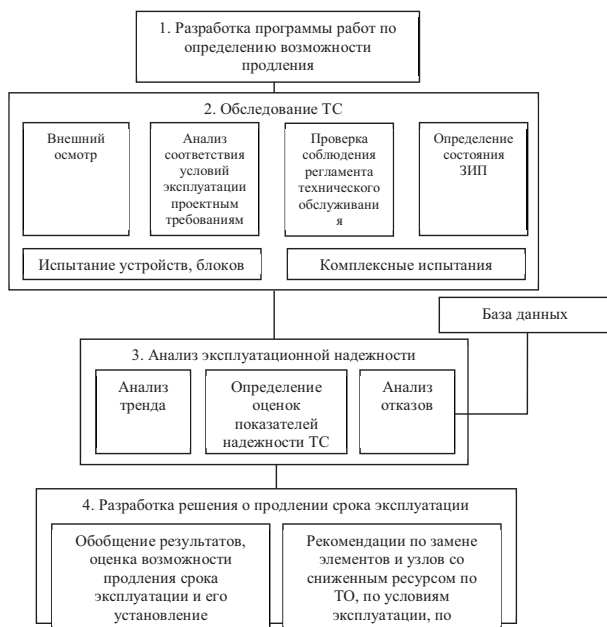 1. Разработка программы работ по
определению возможности
продления
2. Обследование ТС
Внешний
осмотр
Анализ
соответствия
условий
эксплуатации
проектным
требованиям
Проверка
соблюдения
регламента
технического
обслуживани
я
Определение
состояния
ЗИП
Испытание устройств, блоков
Комплексные испытания
База данных
3. Анализ эксплуатационной надежности
Анализ
тренда
Определение
оценок
показателей
надежности ТС
Анализ
отказов
4. Разработка решения о продлении срока эксплуатации
Обобщение результатов,
оценка возможности
продления срока
эксплуатации и его
установление
Рекомендации по замене
элементов и узлов со
сниженным ресурсом по
ТО, по условиям
эксплуатации, по